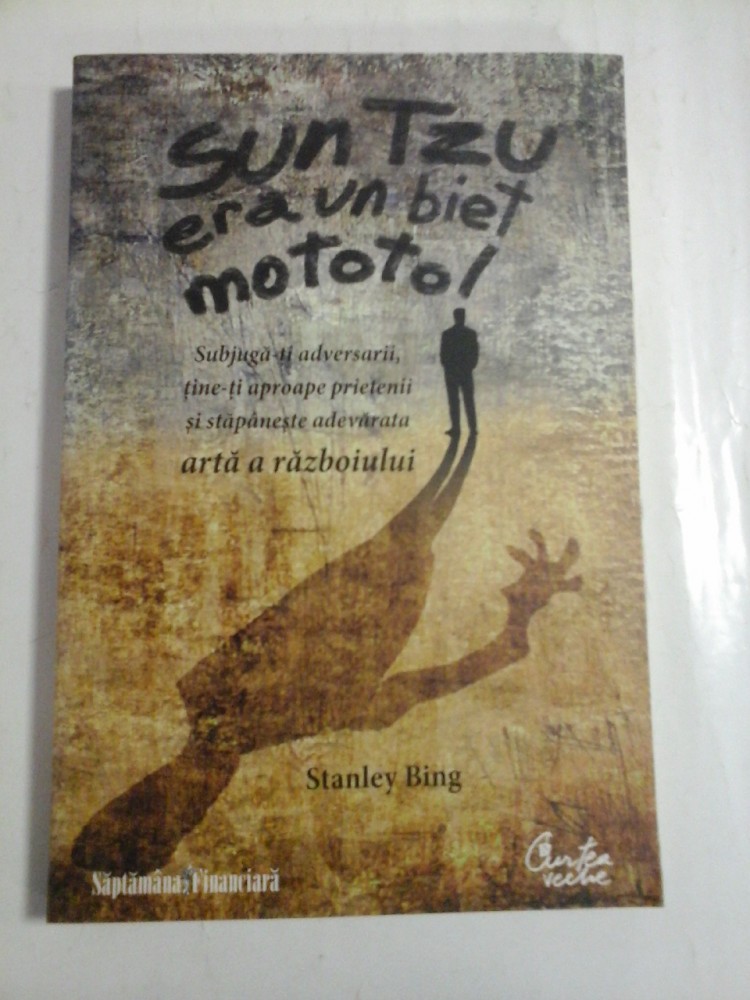 Sun Tzu
era un biet
mototol
Subjugă-ți adversarii,
ține-ți aproape prietenii
și stăpânește adevărata
artă a războiului
Stanley Bing
Săptămâna Financiară
Curtea
veche